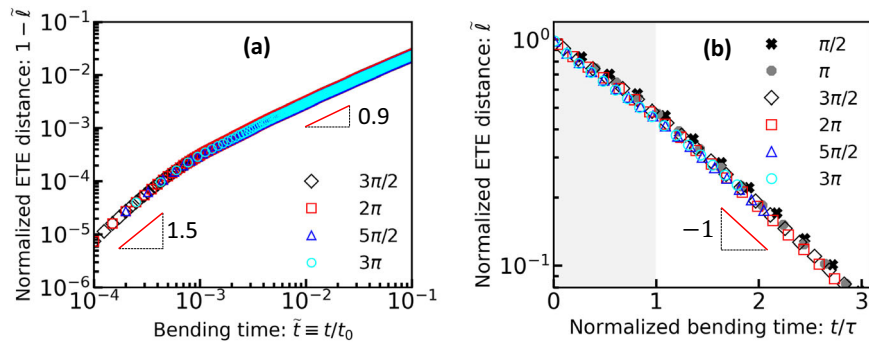 Normalized ETE distance: 1 − ℓ̃
10⁰
10⁻¹
10⁻²
10⁻³
10⁻⁴
10⁻⁵
10⁻⁶
(a)
0.9
1.5
3π/2
2π
5π/2
3π
10⁻⁴
10⁻³
10⁻²
10⁻¹
Bending time: t̃ ≡ t/t₀
Normalized ETE distance: ℓ̃
10⁰
10⁻¹
(b)
π/2
π
3π/2
2π
5π/2
3π
−1
0
1
2
3
Normalized bending time: t/τ